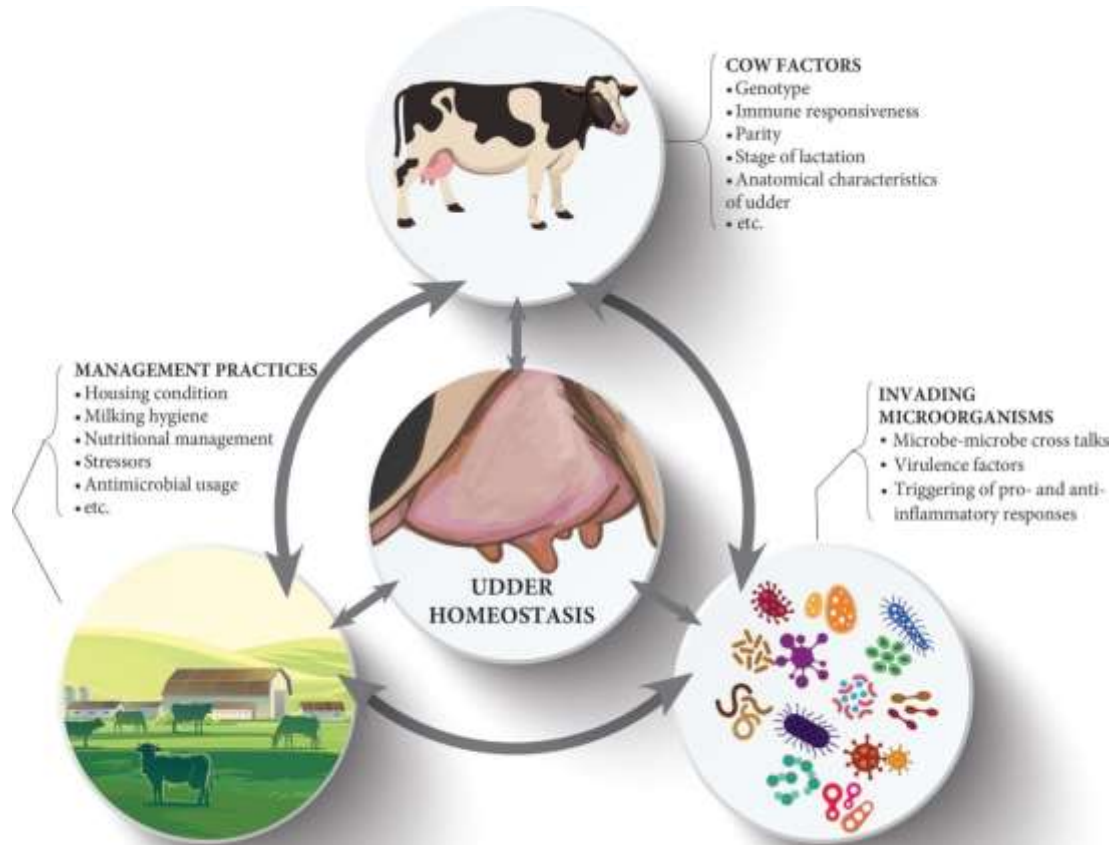 COW FACTORS
• Genotype
• Immune responsiveness
• Parity
• Stage of lactation
• Anatomical characteristics
of udder
• etc.
MANAGEMENT PRACTICES
• Housing condition
• Milking hygiene
• Nutritional management
• Stressors
• Antimicrobial usage
• etc.
INVADING
MICROORGANISMS
• Microbe-microbe cross talks
• Virulence factors
• Triggering of pro- and anti-
inflammatory responses
UDDER
HOMEOSTASIS